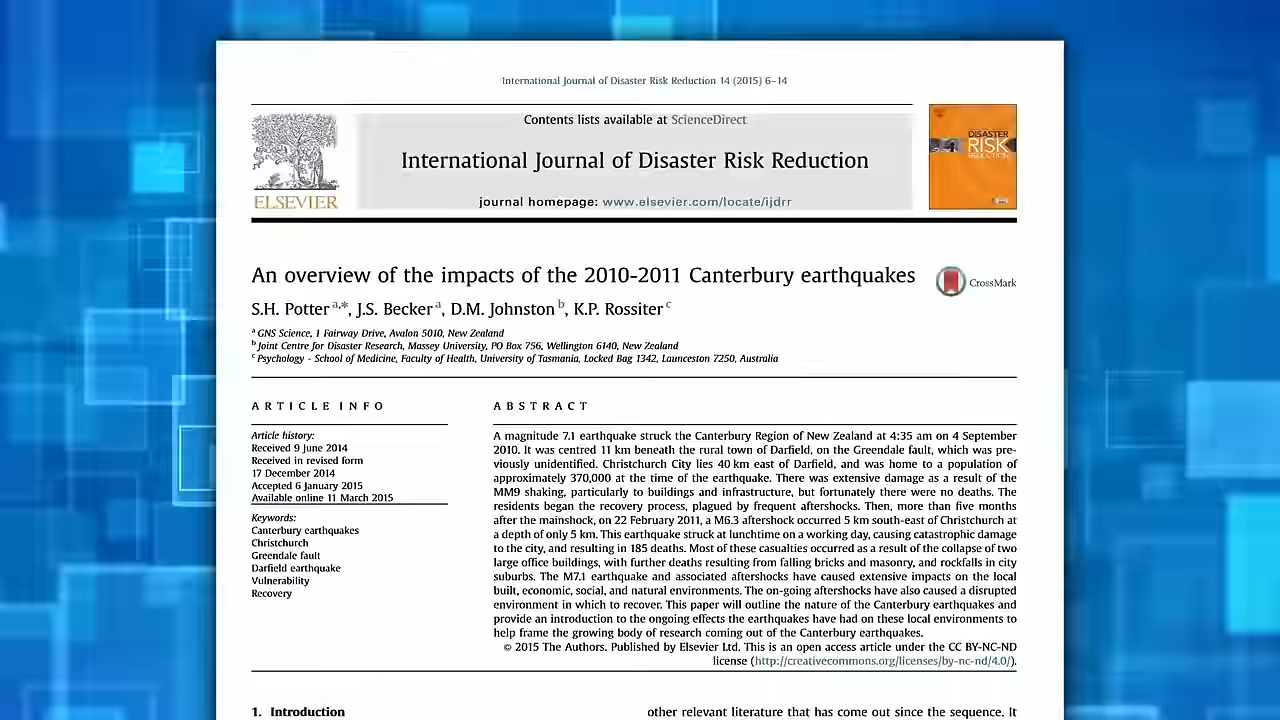 International Journal of Disaster Risk Reduction 14 (2015) 6–14
Contents lists available at ScienceDirect
International Journal of Disaster Risk Reduction
journal homepage: www.elsevier.com/locate/ijdrr
ELSEVIER
DISASTER
RISK
REDUCTION
An overview of the impacts of the 2010-2011 Canterbury earthquakes
CrossMark
S.H. Potter a,*, J.S. Becker a, D.M. Johnston b, K.P. Rossiter c
a GNS Science, 1 Fairway Drive, Avalon 5010, New Zealand
b Joint Centre for Disaster Research, Massey University, PO Box 756, Wellington 6140, New Zealand
c Psychology - School of Medicine, Faculty of Health, University of Tasmania, Locked Bag 1342, Launceston 7250, Australia
ARTICLE INFO
Article history:
Received 9 June 2014
Received in revised form
17 December 2014
Accepted 6 January 2015
Available online 11 March 2015
Keywords:
Canterbury earthquakes
Christchurch
Greendale fault
Darfield earthquake
Vulnerability
Recovery
ABSTRACT
A magnitude 7.1 earthquake struck the Canterbury Region of New Zealand at 4:35 am on 4 September
2010. It was centred 11 km beneath the rural town of Darfield, on the Greendale fault, which was pre-
viously unidentified. Christchurch City lies 40 km east of Darfield, and was home to a population of
approximately 370,000 at the time of the earthquake. There was extensive damage as a result of the
MM9 shaking, particularly to buildings and infrastructure, but fortunately there were no deaths. The
residents began the recovery process, plagued by frequent aftershocks. Then, more than five months
after the mainshock, on 22 February 2011, a M6.3 aftershock occurred 5 km south-east of Christchurch at
a depth of only 5 km. This earthquake struck at lunchtime on a working day, causing catastrophic damage
to the city, and resulting in 185 deaths. Most of these casualties occurred as a result of the collapse of two
large office buildings, with further deaths resulting from falling bricks and masonry, and rockfalls in city
suburbs. The M7.1 earthquake and associated aftershocks have caused extensive impacts on the local
built, economic, social, and natural environments. The on-going aftershocks have also caused a disrupted
environment in which to recover. This paper will outline the nature of the Canterbury earthquakes and
provide an introduction to the ongoing effects the earthquakes have had on these local environments to
help frame the growing body of research coming out of the Canterbury earthquakes.
© 2015 The Authors. Published by Elsevier Ltd. This is an open access article under the CC BY-NC-ND
license (http://creativecommons.org/licenses/by-nc-nd/4.0/).
1. Introduction
other relevant literature that has come out since the sequence. It